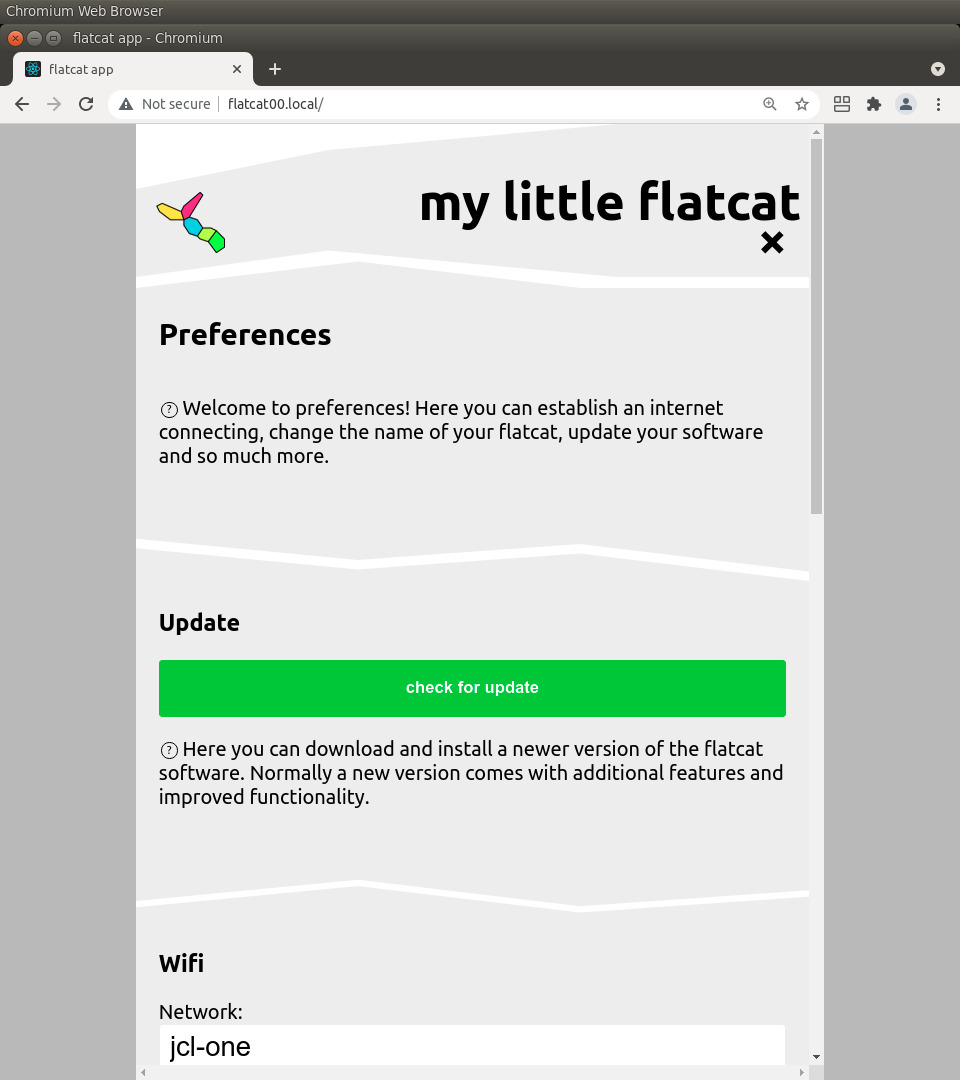 Chromium Web Browser
flatcat app - Chromium
flatcat app
Not secure
flatcat00.local/
my little flatcat
Preferences
? Welcome to preferences! Here you can establish an internet
connecting, change the name of your flatcat, update your software
and so much more.
Update
check for update
? Here you can download and install a newer version of the flatcat
software. Normally a new version comes with additional features and
improved functionality.
Wifi
Network:
jcl-one